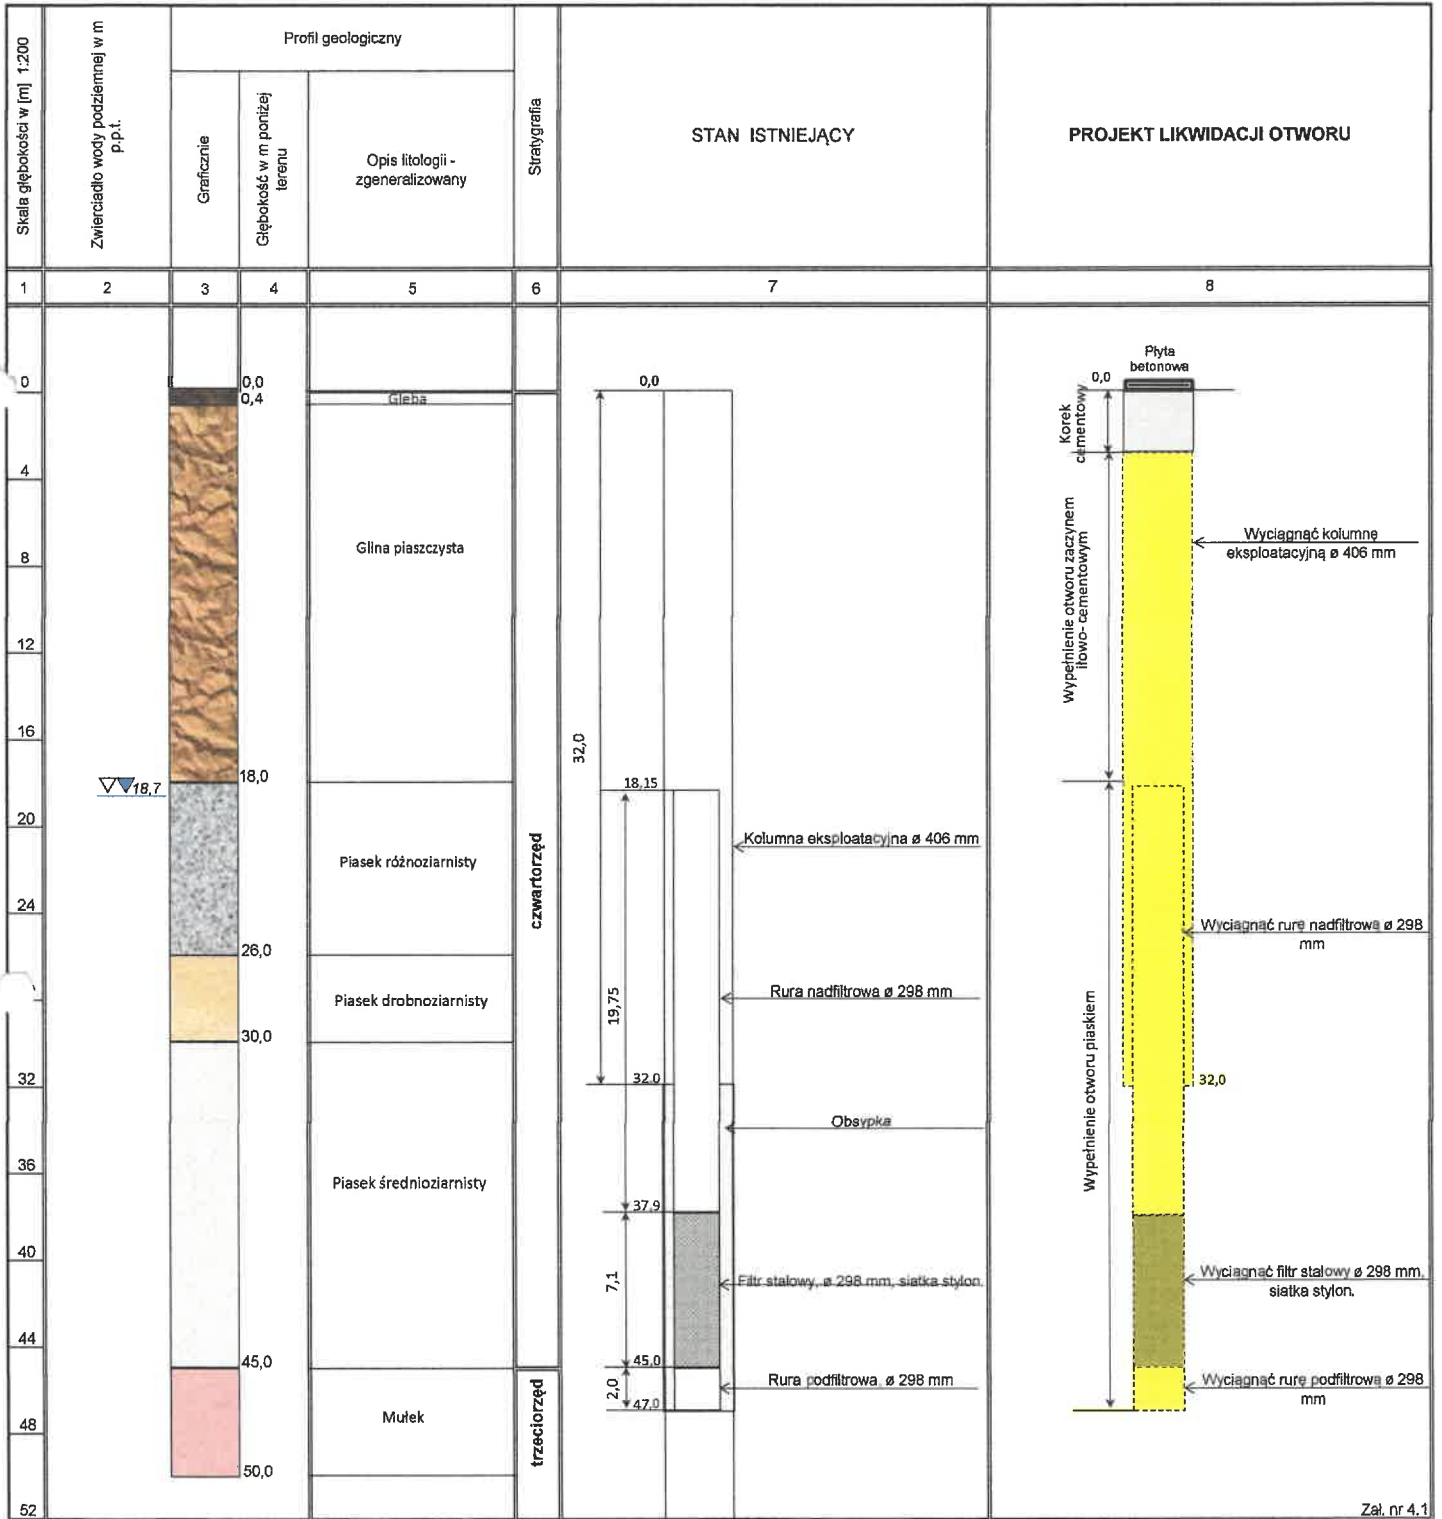 Skala głębokości w [m] 1:200
Zwierciadło wody podziemnej w m
p.p.t.
Profil geologiczny
Graficznie
Głębokość w m poniżej
terenu
Opis litologii -
zgeneralizowany
Stratygrafia
STAN ISTNIEJĄCY
PROJEKT LIKWIDACJI OTWORU
1
2
3
4
5
6
7
8
0
4
8
12
16
20
24
32
36
40
44
48
52
18,7
0,0
0,4
18,0
26,0
30,0
45,0
50,0
Gleba
Glina piaszczysta
Piasek różnoziarnisty
Piasek drobnoziarnisty
Piasek średnioziarnisty
Mułek
czwartorzęd
trzeciorzęd
0,0
32,0
18,15
19,75
32.0
37,9
7,1
45,0
2,0
47,0
Kolumna eksploatacyjna ø 406 mm
Rura nadfiltrowa ø 298 mm
Obsypka
Filtr stalowy, ø 298 mm, siatka stylon.
Rura podfiltrowa, ø 298 mm
Płyta
betonowa
0,0
Korek
cementowy
Wypełnienie otworu zaczynem
iłowo-cementowym
Wypełnienie otworu piaskiem
Wyciągnąć kolumnę
eksploatacyjną ø 406 mm
Wyciągnąć rurę nadfiltrową ø 298
mm
32,0
Wyciągnąć filtr stalowy ø 298 mm,
siatka stylon.
Wyciągnąć rurę podfiltrową ø 298
mm
Zał. nr 4.1